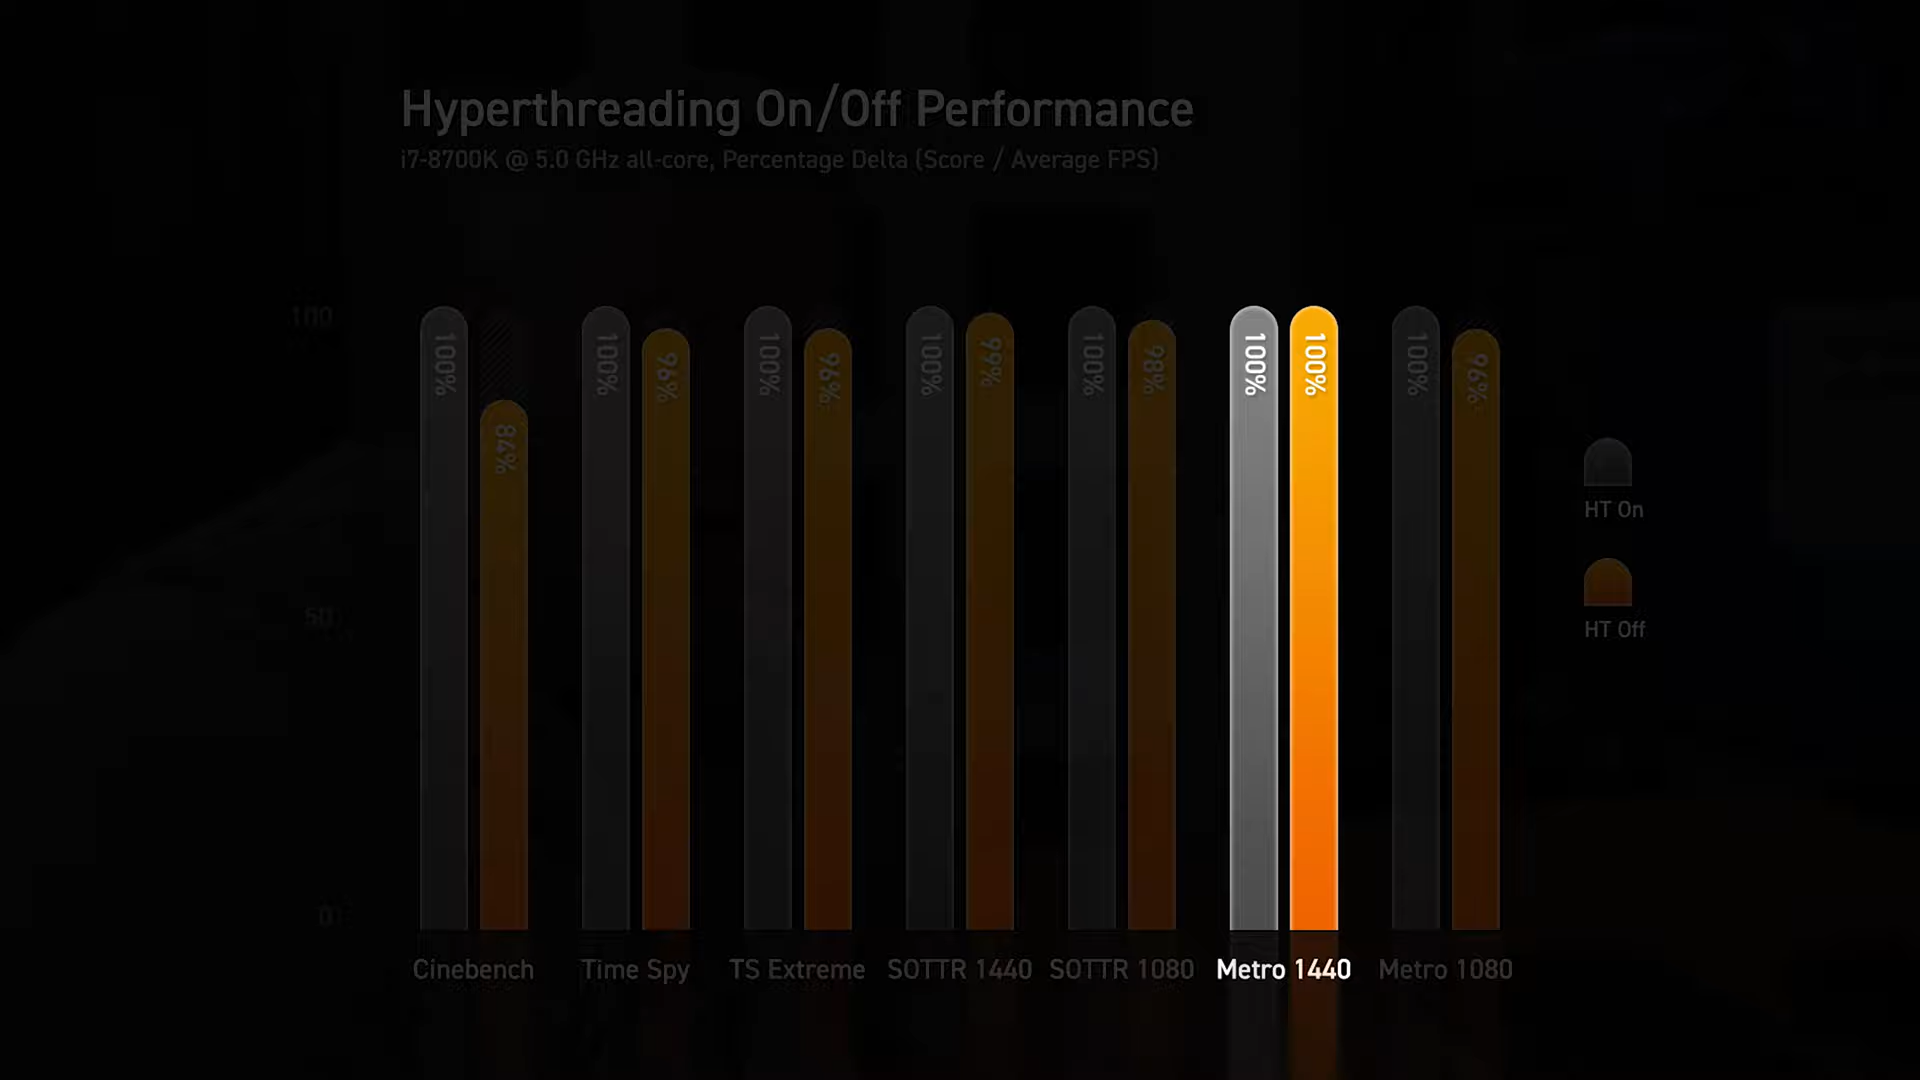 Hyperthreading On/Off Performance
i7-8700K @ 5.0 GHz all-core, Percentage Delta (Score / Average FPS)
100
50
0
100%
84%
100%
96%
100%
96%
100%
99%
100%
98%
100%
100%
100%
96%
HT On
HT Off
Cinebench
Time Spy
TS Extreme
SOTTR 1440
SOTTR 1080
Metro 1440
Metro 1080